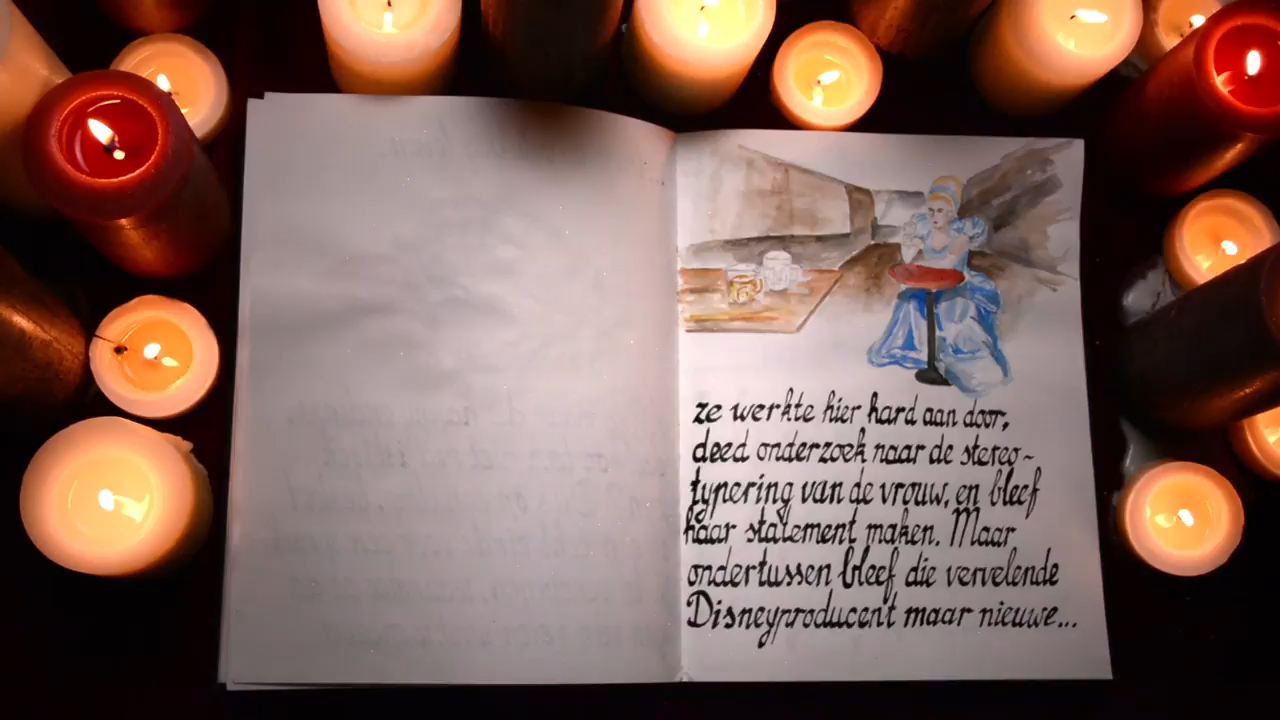 ze werkte hier hard aan door,
deed onderzoek naar de stereo-
typering van de vrouw, en bleef
haar statement maken. Maar
ondertussen bleef die vervelende
Disneyproducent maar nieuwe...